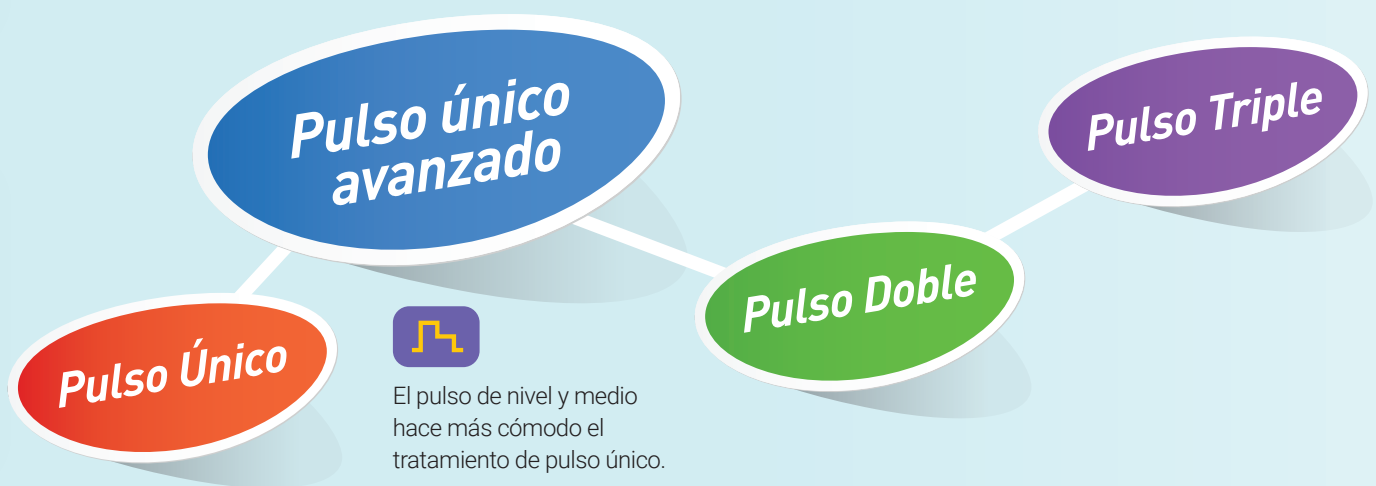 Pulso único
avanzado
Pulso Triple
Pulso Doble
Pulso Único
El pulso de nivel y medio
hace más cómodo el
tratamiento de pulso único.